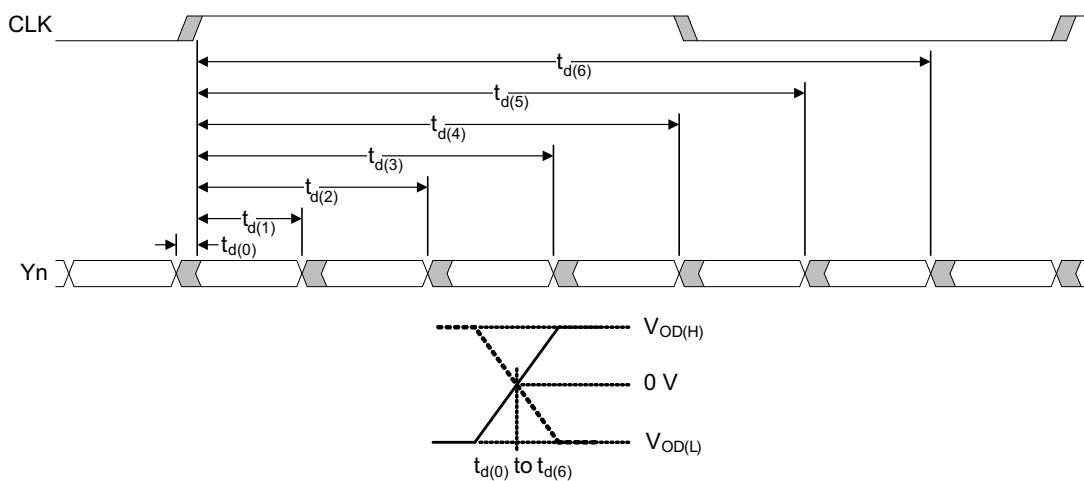 CLK
td(6)
td(5)
td(4)
td(3)
td(2)
td(1)
td(0)
Yn
VOD(H)
0 V
VOD(L)
td(0) to td(6)